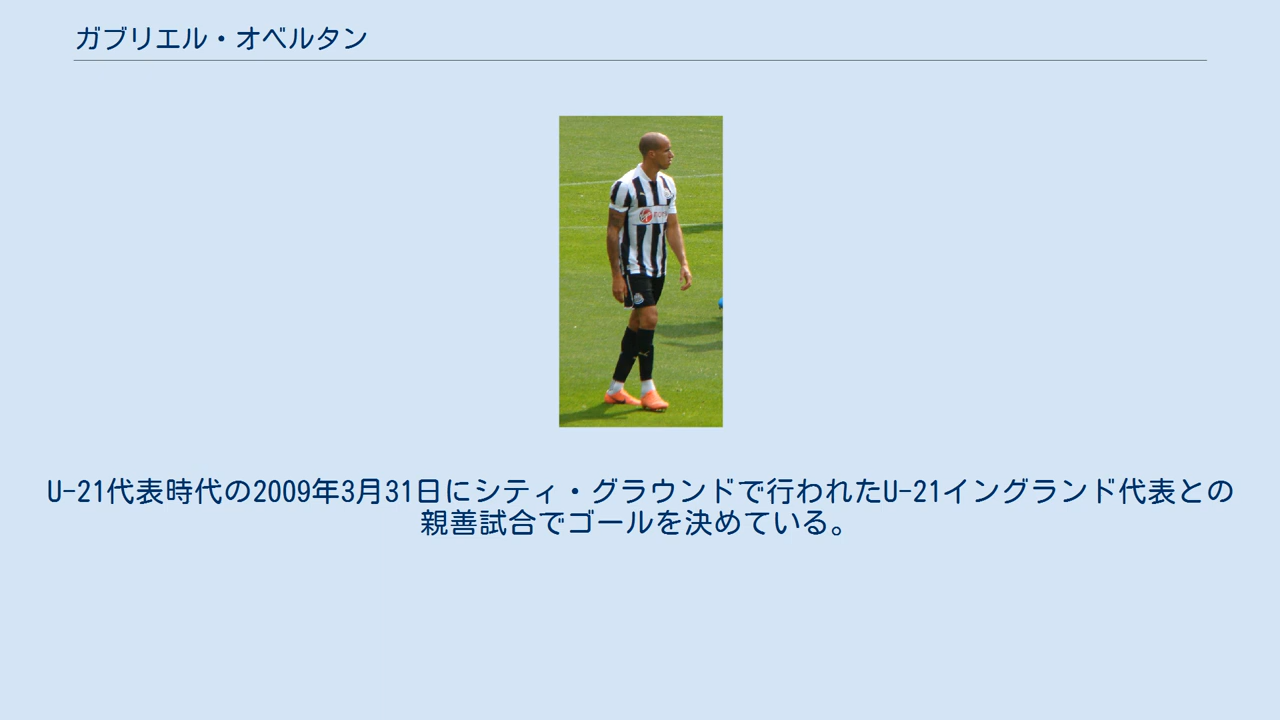 ガブリエル・オベルタン
U-21代表時代の2009年3月31日にシティ・グラウンドで行われたU-21イングランド代表との
親善試合でゴールを決めている。